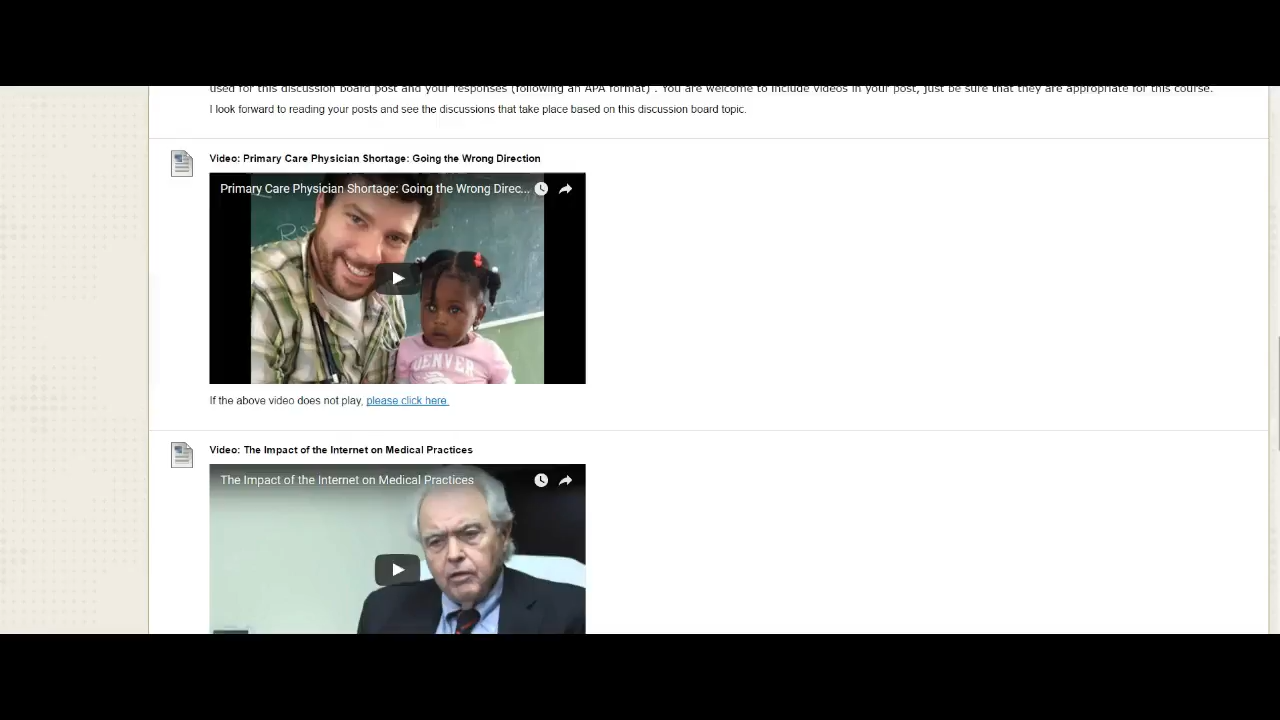 used for this discussion board post and your responses (following an APA format) . You are welcome to include videos in your post, just be sure that they are appropriate for this course.
I look forward to reading your posts and see the discussions that take place based on this discussion board topic.
Video: Primary Care Physician Shortage: Going the Wrong Direction
Primary Care Physician Shortage: Going the Wrong Direc...
DENVER
If the above video does not play, please click here.
Video: The Impact of the Internet on Medical Practices
The Impact of the Internet on Medical Practices